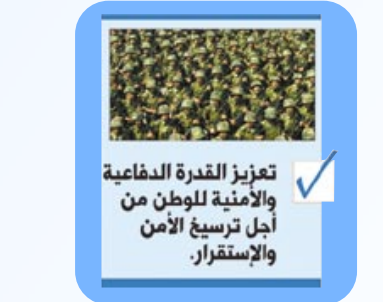 تعزيز القدرة الدفاعية
والأمنية للوطن من
أجل ترسيخ الأمن
والإستقرار.